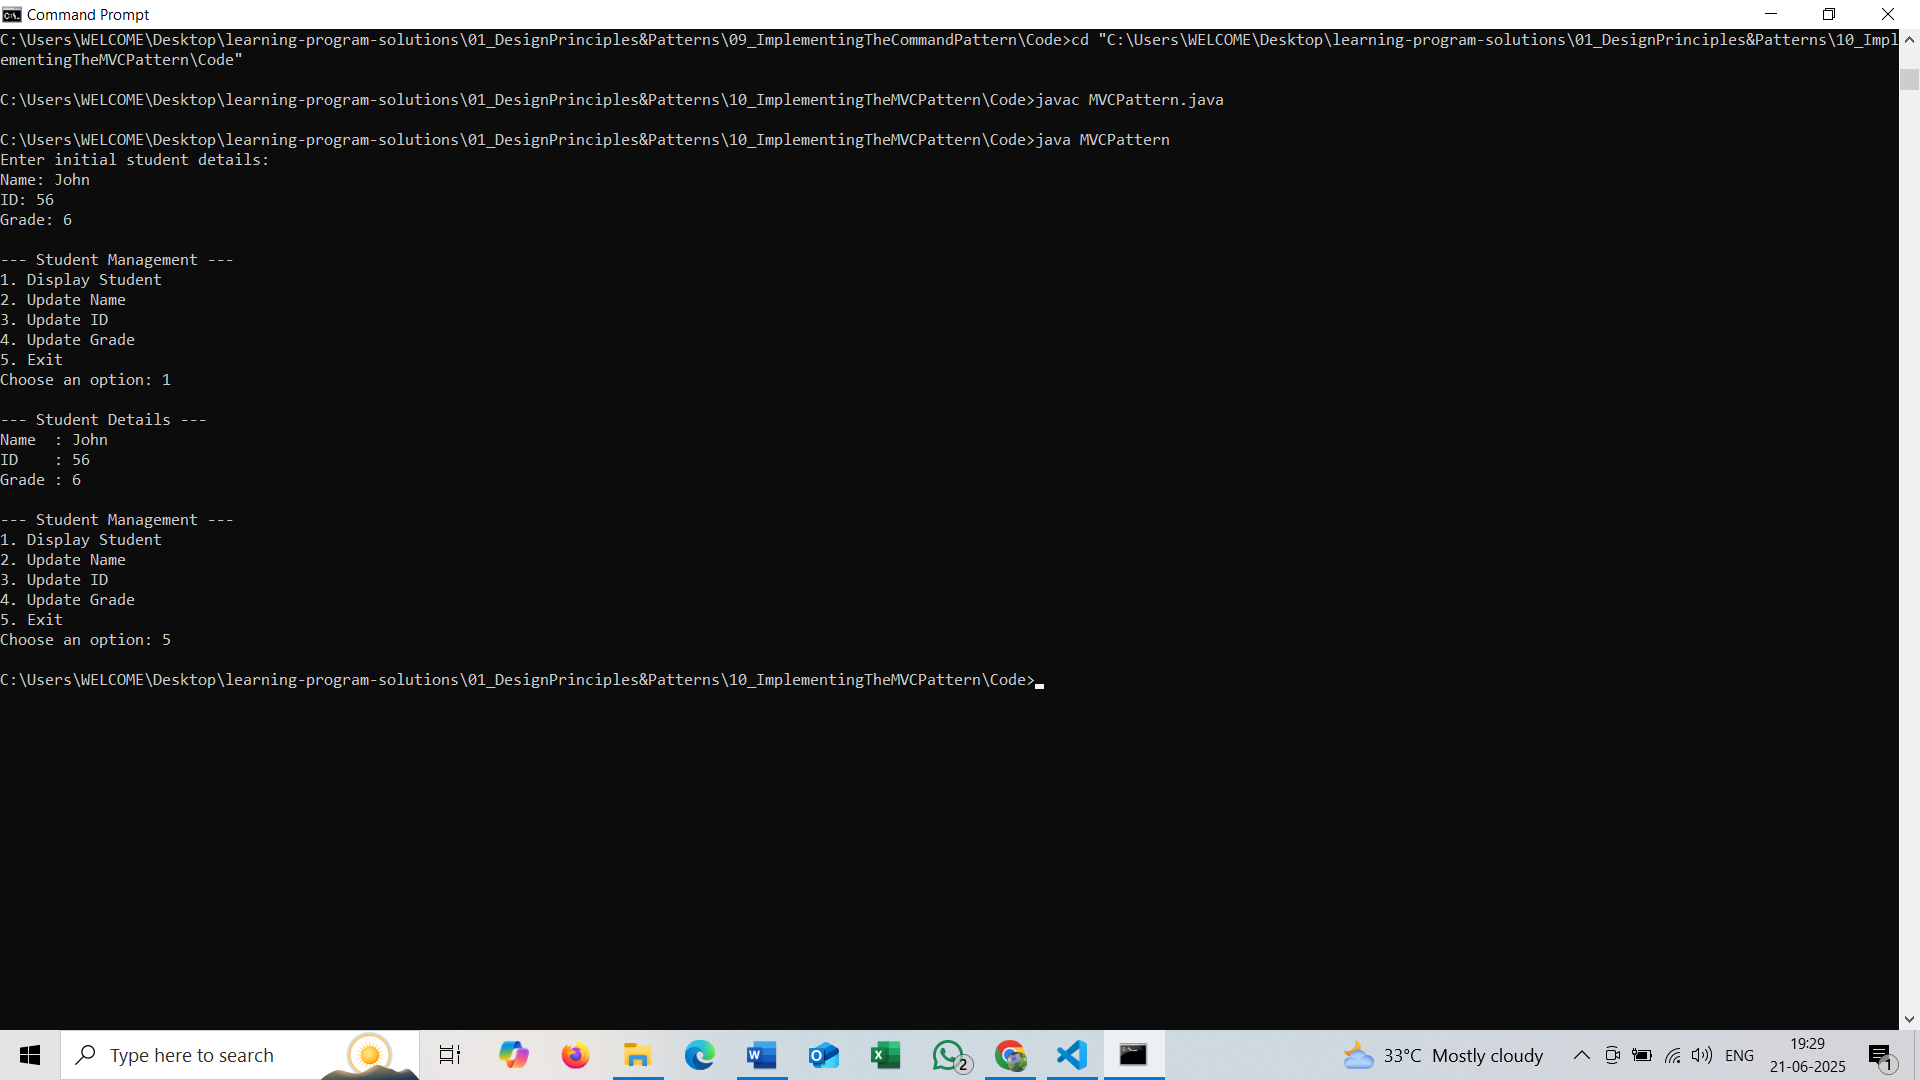 Command Prompt
C:\Users\WELCOME\Desktop\learning-program-solutions\01_DesignPrinciples&Patterns\09_ImplementingTheCommandPattern\Code>cd "C:\Users\WELCOME\Desktop\learning-program-solutions\01_DesignPrinciples&Patterns\10_Impl
ementingTheMVCPattern\Code"
C:\Users\WELCOME\Desktop\learning-program-solutions\01_DesignPrinciples&Patterns\10_ImplementingTheMVCPattern\Code>javac MVCPattern.java
C:\Users\WELCOME\Desktop\learning-program-solutions\01_DesignPrinciples&Patterns\10_ImplementingTheMVCPattern\Code>java MVCPattern
Enter initial student details:
Name: John
ID: 56
Grade: 6
--- Student Management ---
1. Display Student
2. Update Name
3. Update ID
4. Update Grade
5. Exit
Choose an option: 1
--- Student Details ---
Name  : John
ID    : 56
Grade : 6
--- Student Management ---
1. Display Student
2. Update Name
3. Update ID
4. Update Grade
5. Exit
Choose an option: 5
C:\Users\WELCOME\Desktop\learning-program-solutions\01_DesignPrinciples&Patterns\10_ImplementingTheMVCPattern\Code>
Type here to search
2
33°C Mostly cloudy
ENG
19:29
21-06-2025
1